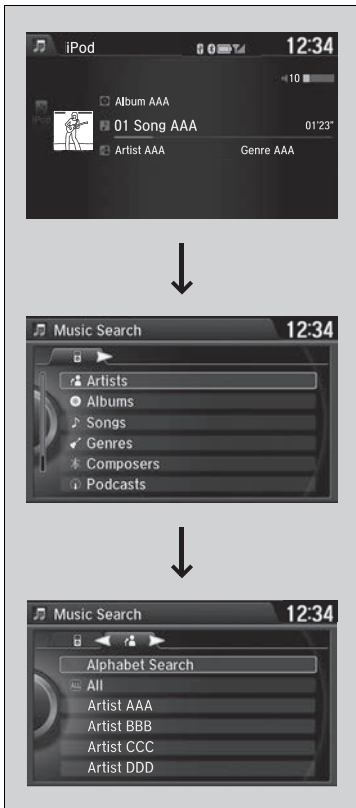 iPod 12:34
10
Album AAA
iPod
01 Song AAA 01'23"
Artist AAA Genre AAA
Music Search 12:34
Artists
Albums
Songs
Genres
Composers
Podcasts
Music Search 12:34
Alphabet Search
ALL All
Artist AAA
Artist BBB
Artist CCC
Artist DDD